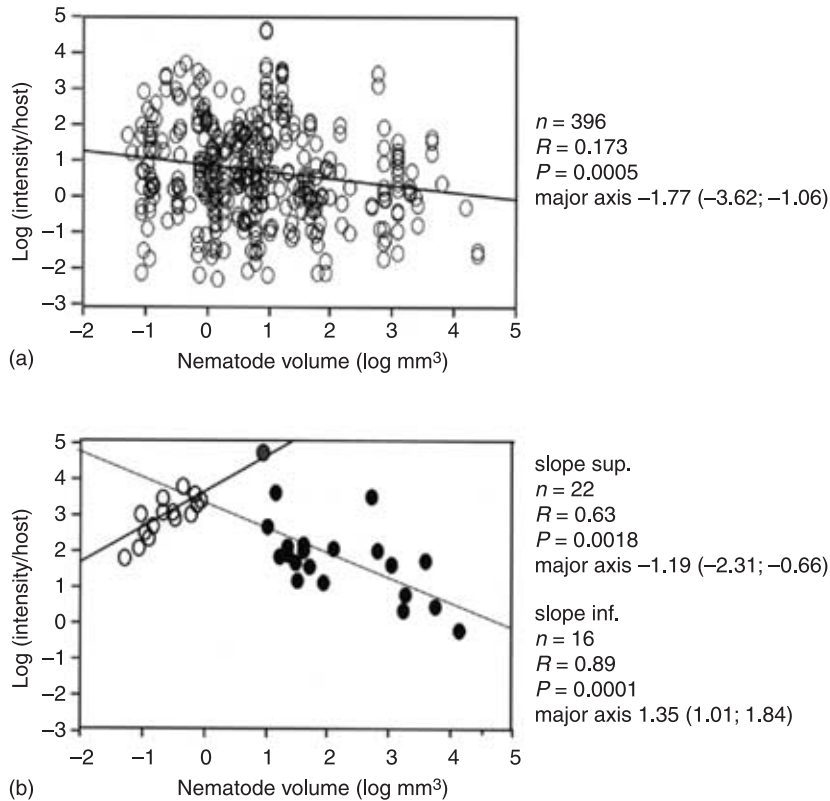 5
4
3
2
1
0
−1
−2
−3
Log (intensity/host)
−2 −1 0 1 2 3 4 5
Nematode volume (log mm³)
(a)
n = 396
R = 0.173
P = 0.0005
major axis −1.77 (−3.62; −1.06)
5
4
3
2
1
0
−1
−2
−3
Log (intensity/host)
−2 −1 0 1 2 3 4 5
Nematode volume (log mm³)
(b)
slope sup.
n = 22
R = 0.63
P = 0.0018
major axis −1.19 (−2.31; −0.66)
slope inf.
n = 16
R = 0.89
P = 0.0001
major axis 1.35 (1.01; 1.84)